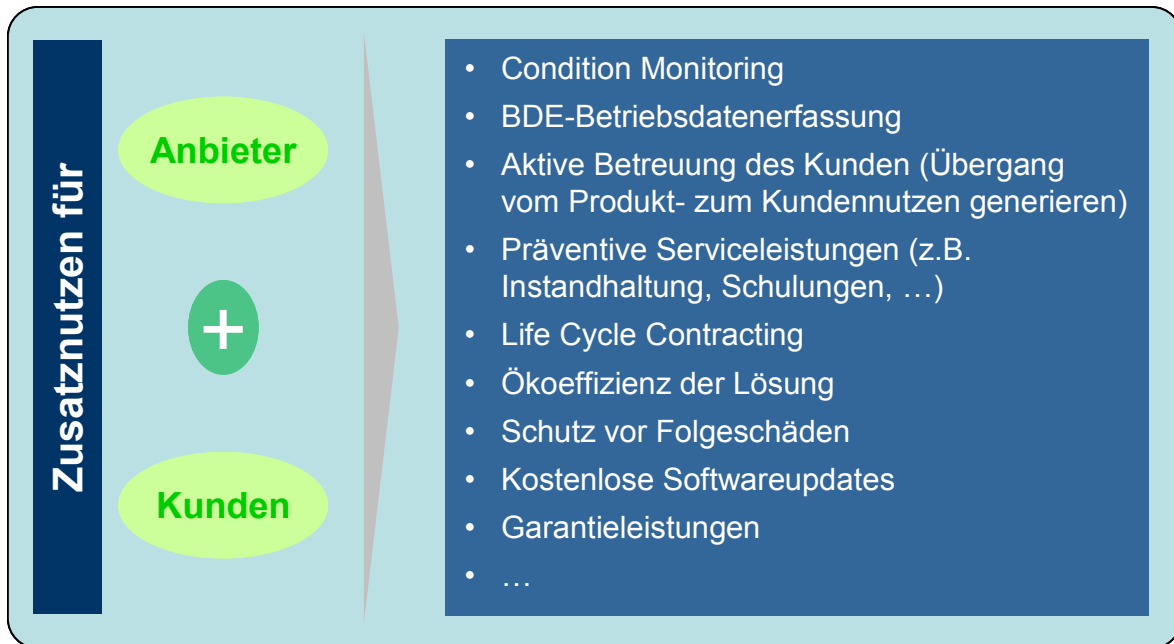 Zusatznutzen für
Anbieter
+
Kunden
• Condition Monitoring
• BDE-Betriebsdatenerfassung
• Aktive Betreuung des Kunden (Übergang
vom Produkt- zum Kundennutzen generieren)
• Präventive Serviceleistungen (z.B.
Instandhaltung, Schulungen, …)
• Life Cycle Contracting
• Ökoeffizienz der Lösung
• Schutz vor Folgeschäden
• Kostenlose Softwareupdates
• Garantieleistungen
• …